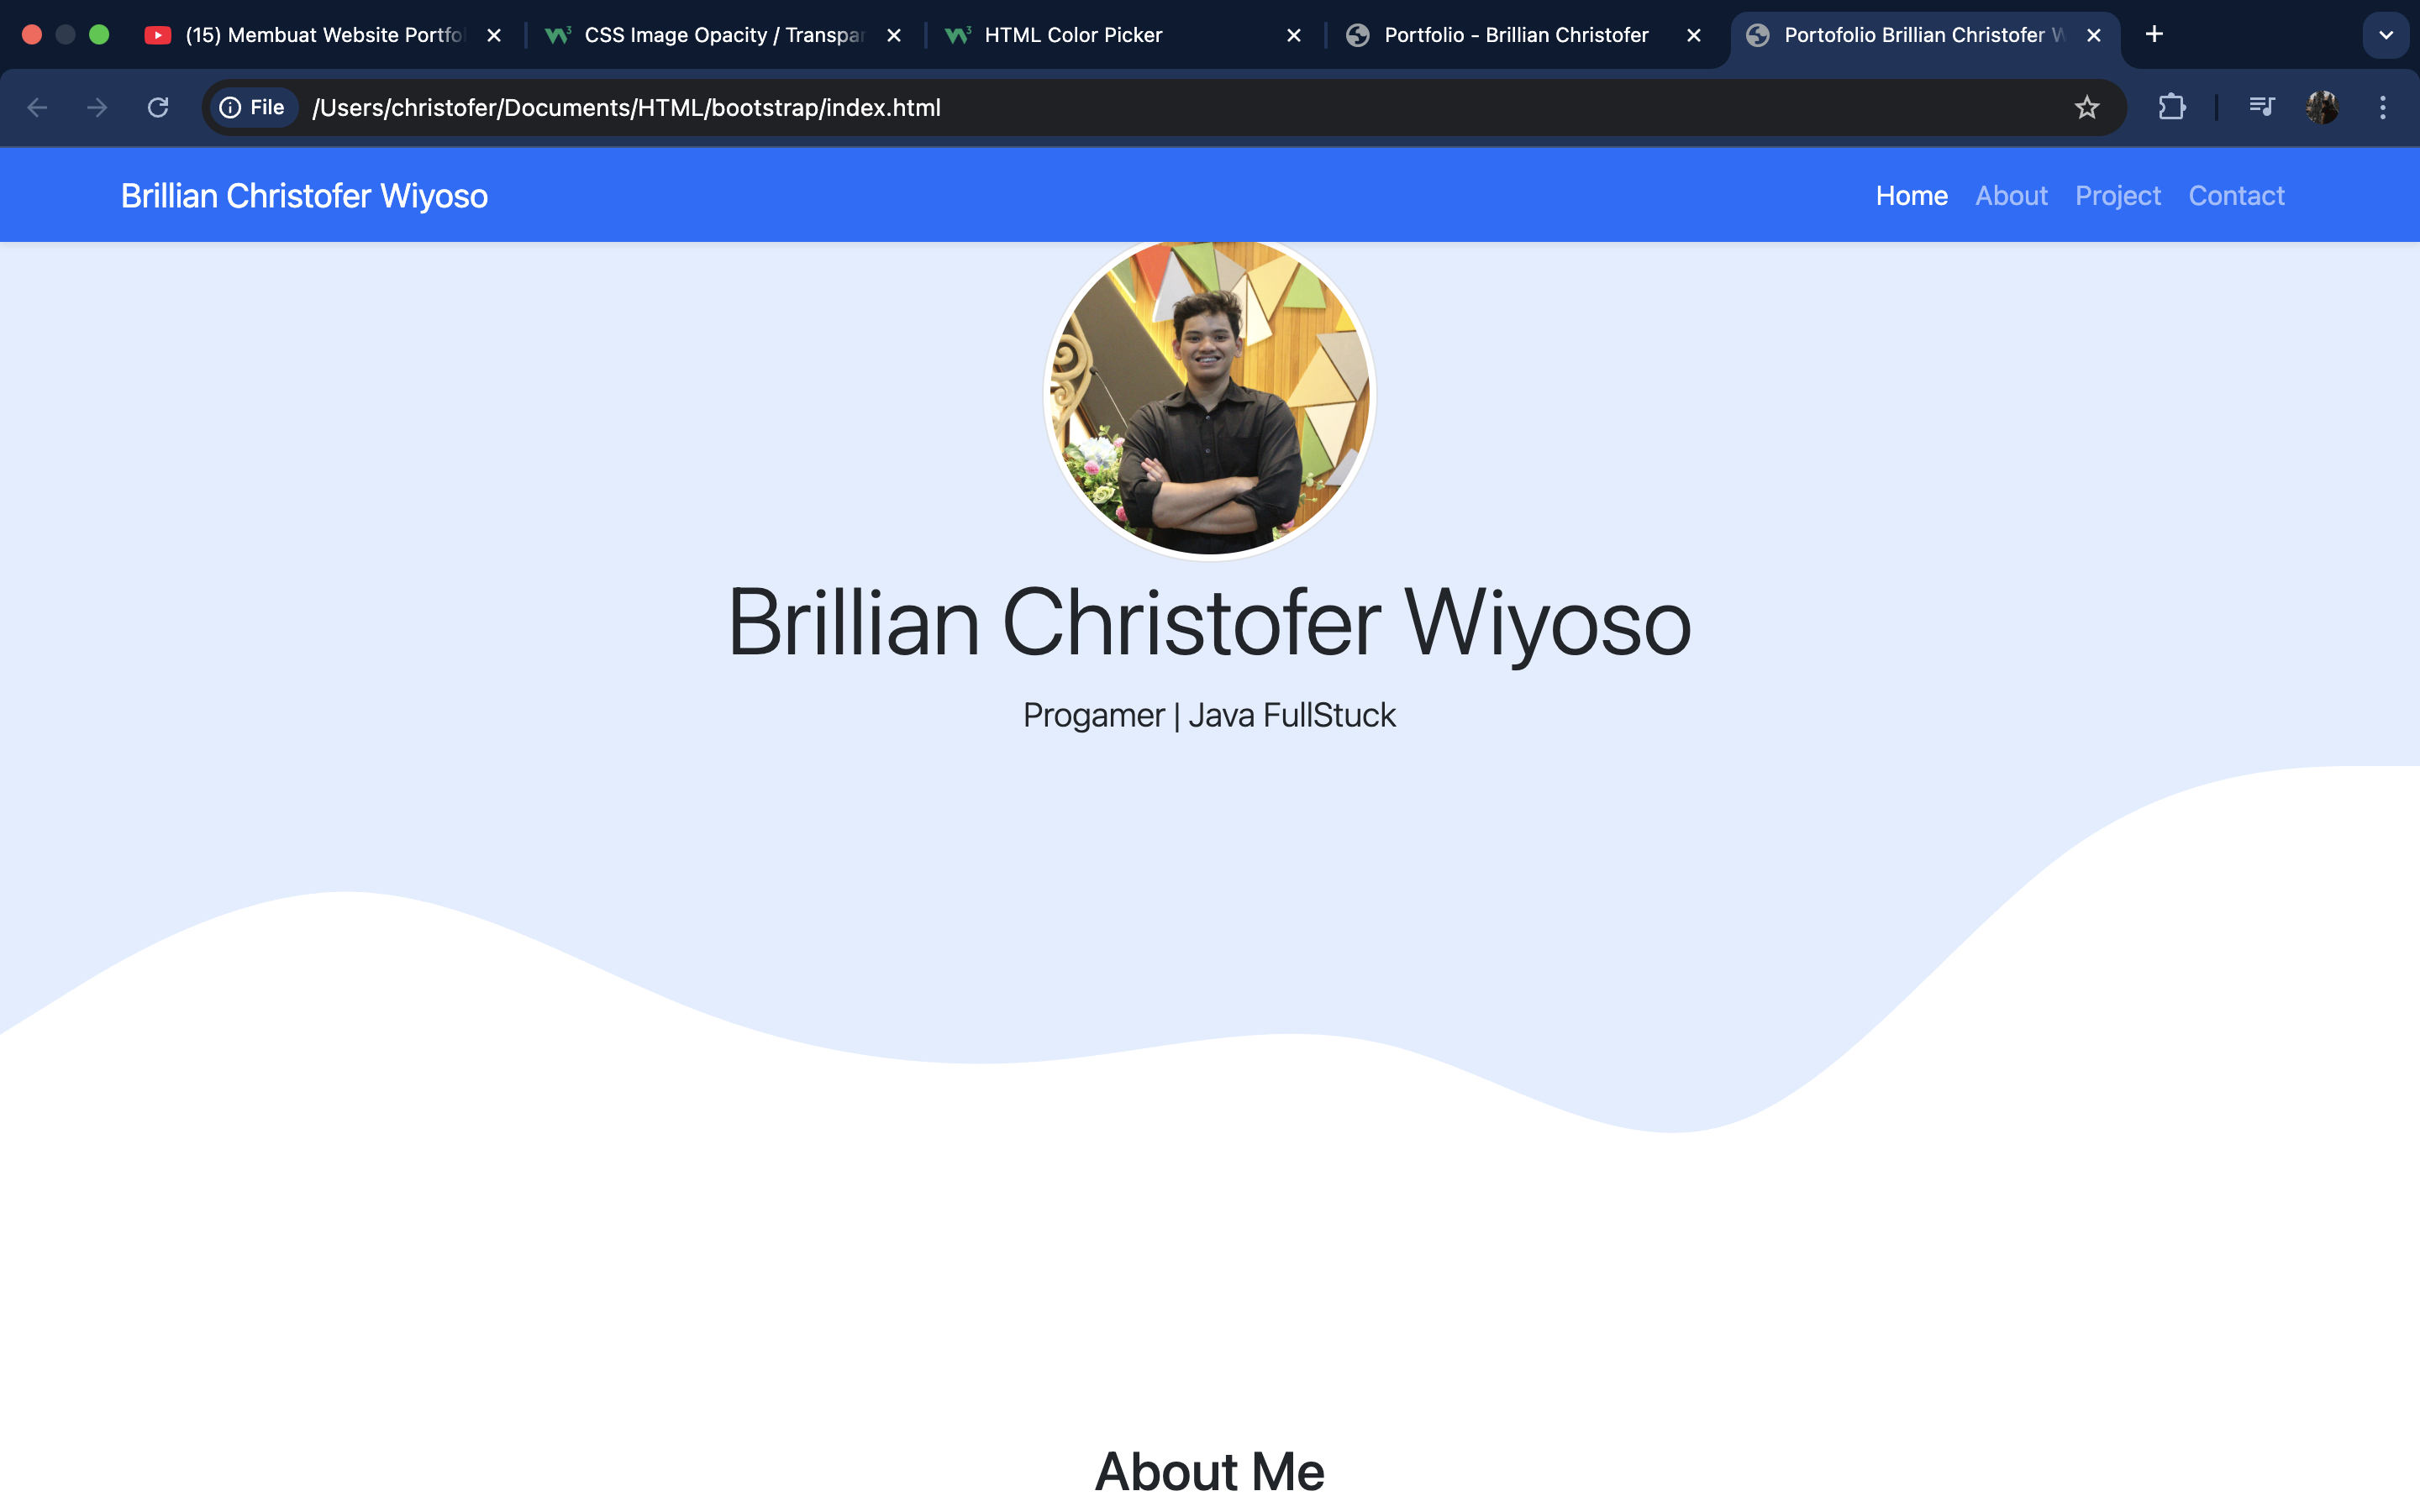 (15) Membuat Website Portfo
CSS Image Opacity / Transpar
HTML Color Picker
Portfolio - Brillian Christofer
Portofolio Brillian Christofer W
File /Users/christofer/Documents/HTML/bootstrap/index.html
Brillian Christofer Wiyoso
Home About Project Contact
Brillian Christofer Wiyoso
Progamer | Java FullStuck
About Me